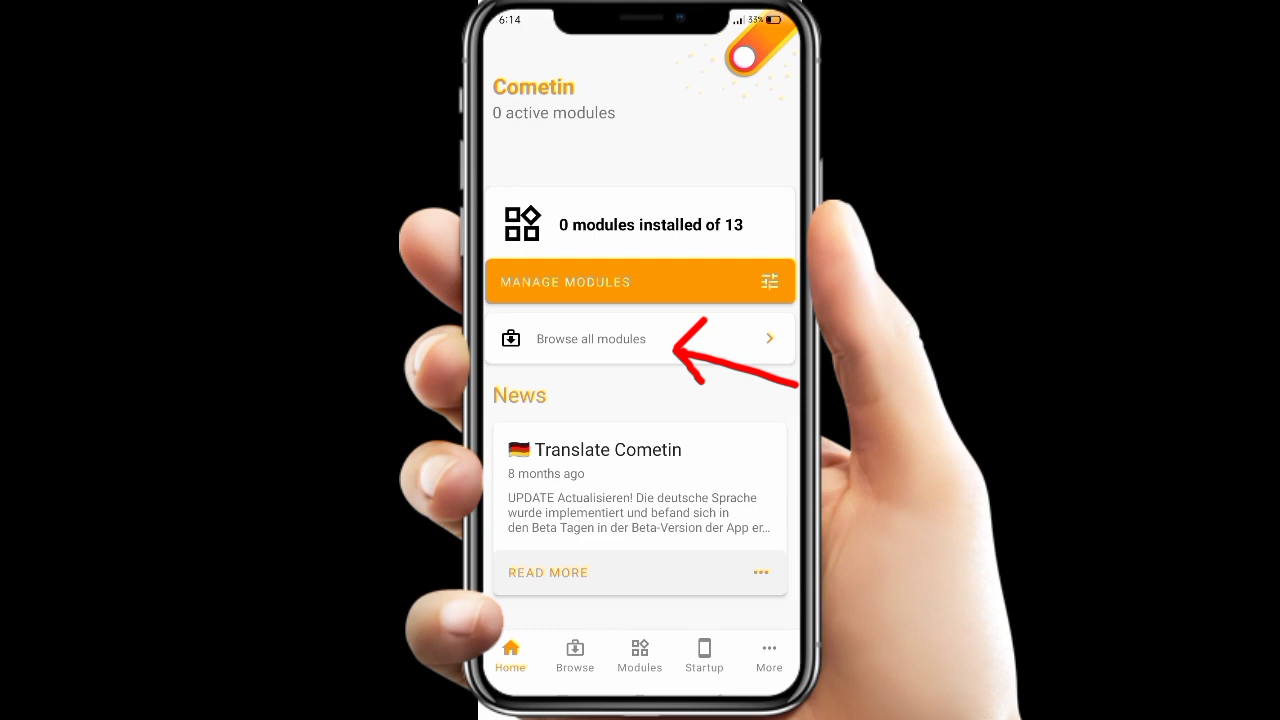 6:14
33%
Cometin
0 active modules
0 modules installed of 13
MANAGE MODULES
Browse all modules
News
🇩🇪 Translate Cometin
8 months ago
UPDATE Actualisieren! Die deutsche Sprache
wurde implementiert und befand sich in
den Beta Tagen in der Beta-Version der App er...
READ MORE
Home
Browse
Modules
Startup
More